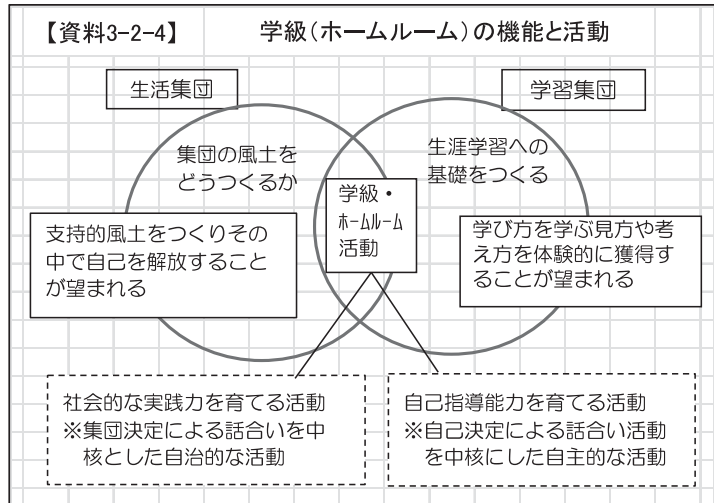 【資料3-2-4】 学級(ホームルーム)の機能と活動
生活集団
学習集団
集団の風土を
どうつくるか
生涯学習への
基礎をつくる
学級・
ﾎｰﾑﾙｰﾑ
活動
支持的風土をつくりその
中で自己を解放すること
が望まれる
学び方を学ぶ見方や考
え方を体験的に獲得す
ることが望まれる
社会的な実践力を育てる活動
※集団決定による話合いを中
核とした自治的な活動
自己指導能力を育てる活動
※自己決定による話合い活動
を中核にした自主的な活動